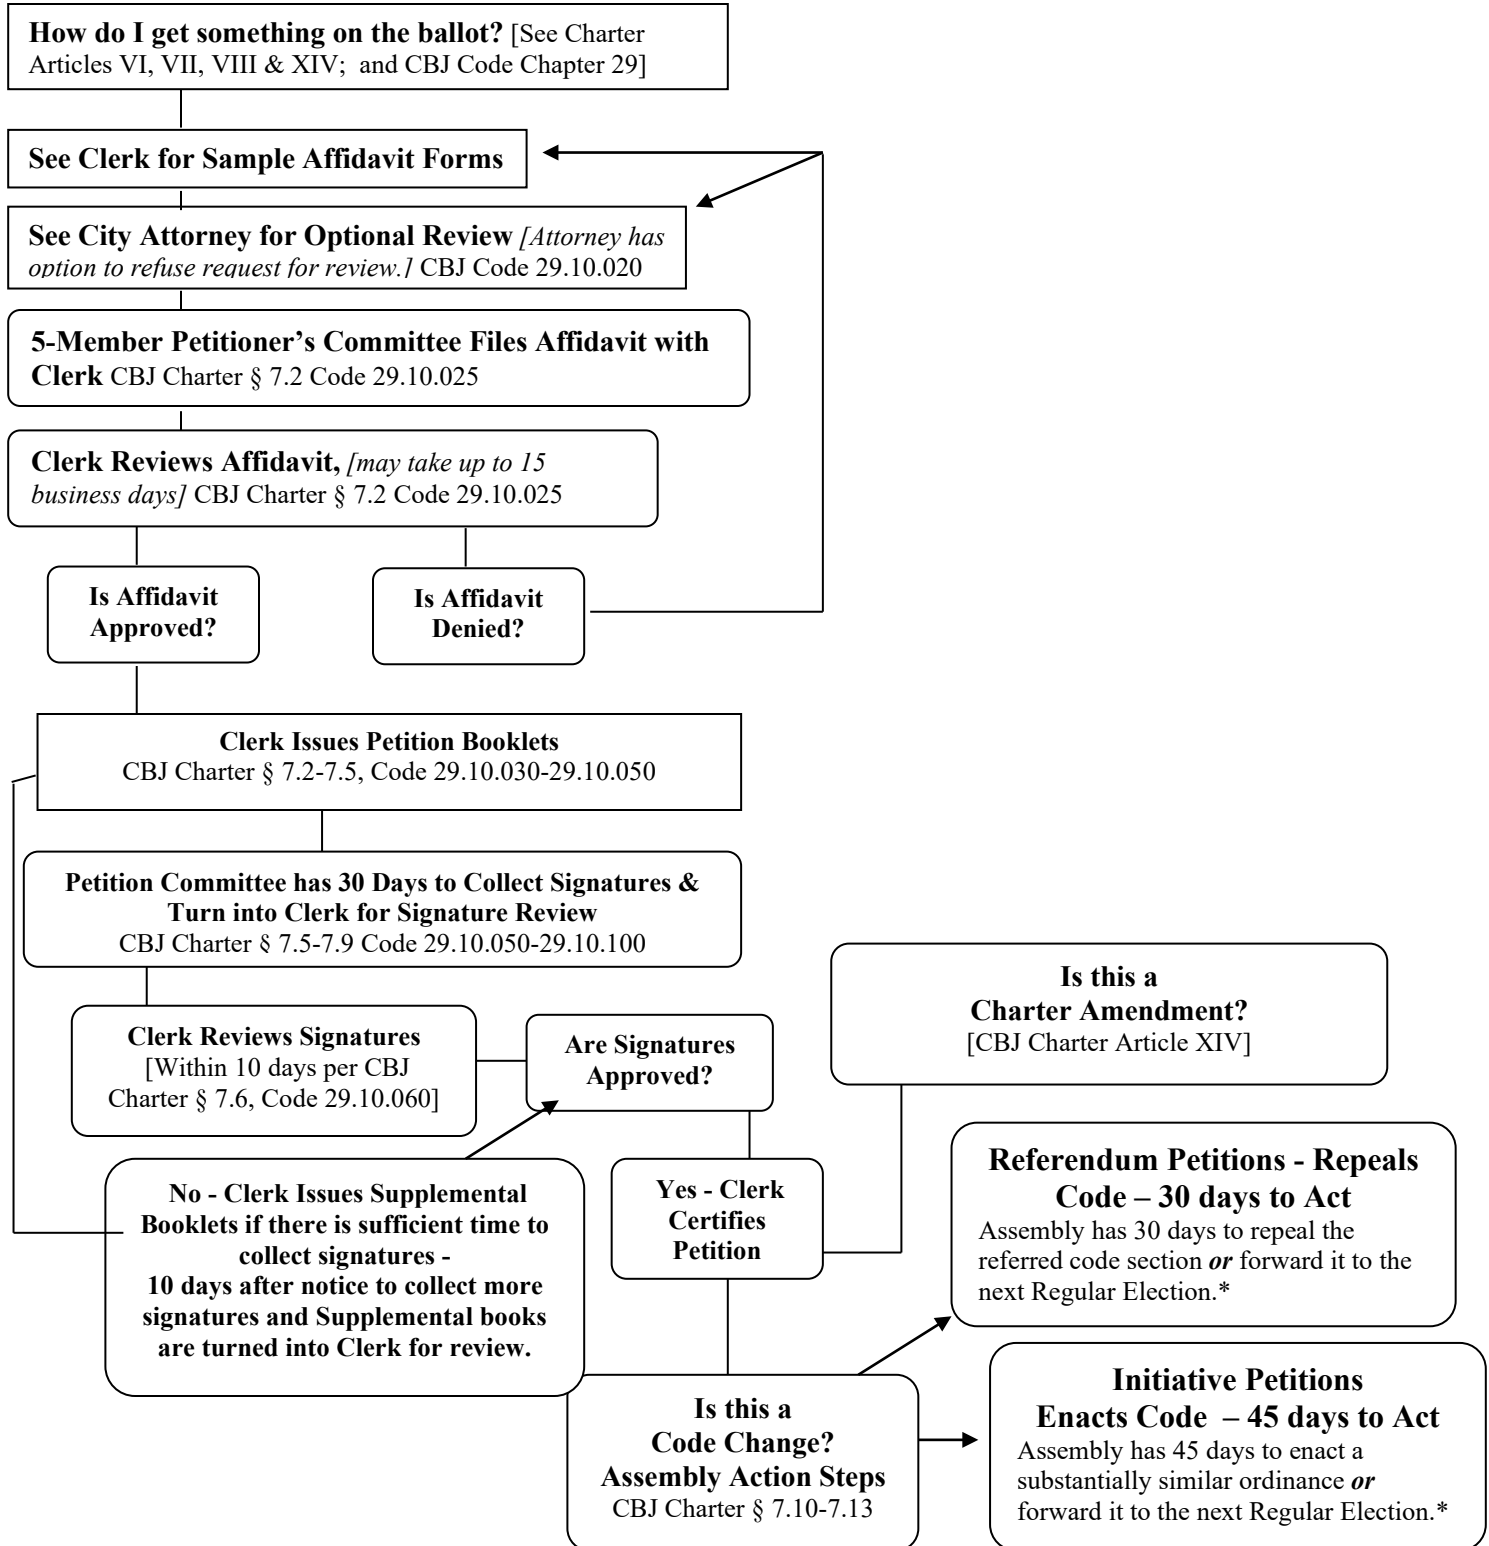 How do I get something on the ballot? [See Charter
Articles VI, VII, VIII & XIV;  and CBJ Code Chapter 29]
See Clerk for Sample Affidavit Forms
See City Attorney for Optional Review [Attorney has
option to refuse request for review.] CBJ Code 29.10.020
5-Member Petitioner’s Committee Files Affidavit with
Clerk CBJ Charter § 7.2 Code 29.10.025
Clerk Reviews Affidavit, [may take up to 15
business days] CBJ Charter § 7.2 Code 29.10.025
Is Affidavit
Approved?
Is Affidavit
Denied?
Clerk Issues Petition Booklets
CBJ Charter § 7.2-7.5, Code 29.10.030-29.10.050
Petition Committee has 30 Days to Collect Signatures &
Turn into Clerk for Signature Review
CBJ Charter § 7.5-7.9 Code 29.10.050-29.10.100
Clerk Reviews Signatures
[Within 10 days per CBJ
Charter § 7.6, Code 29.10.060]
Are Signatures
Approved?
Is this a
Charter Amendment?
[CBJ Charter Article XIV]
No - Clerk Issues Supplemental
Booklets if there is sufficient time to
collect signatures -
10 days after notice to collect more
signatures and Supplemental books
are turned into Clerk for review.
Yes - Clerk
Certifies
Petition
Referendum Petitions - Repeals
Code – 30 days to Act
Assembly has 30 days to repeal the
referred code section or forward it to the
next Regular Election.*
Is this a
Code Change?
Assembly Action Steps
CBJ Charter § 7.10-7.13
Initiative Petitions
Enacts Code  – 45 days to Act
Assembly has 45 days to enact a
substantially similar ordinance or
forward it to the next Regular Election.*